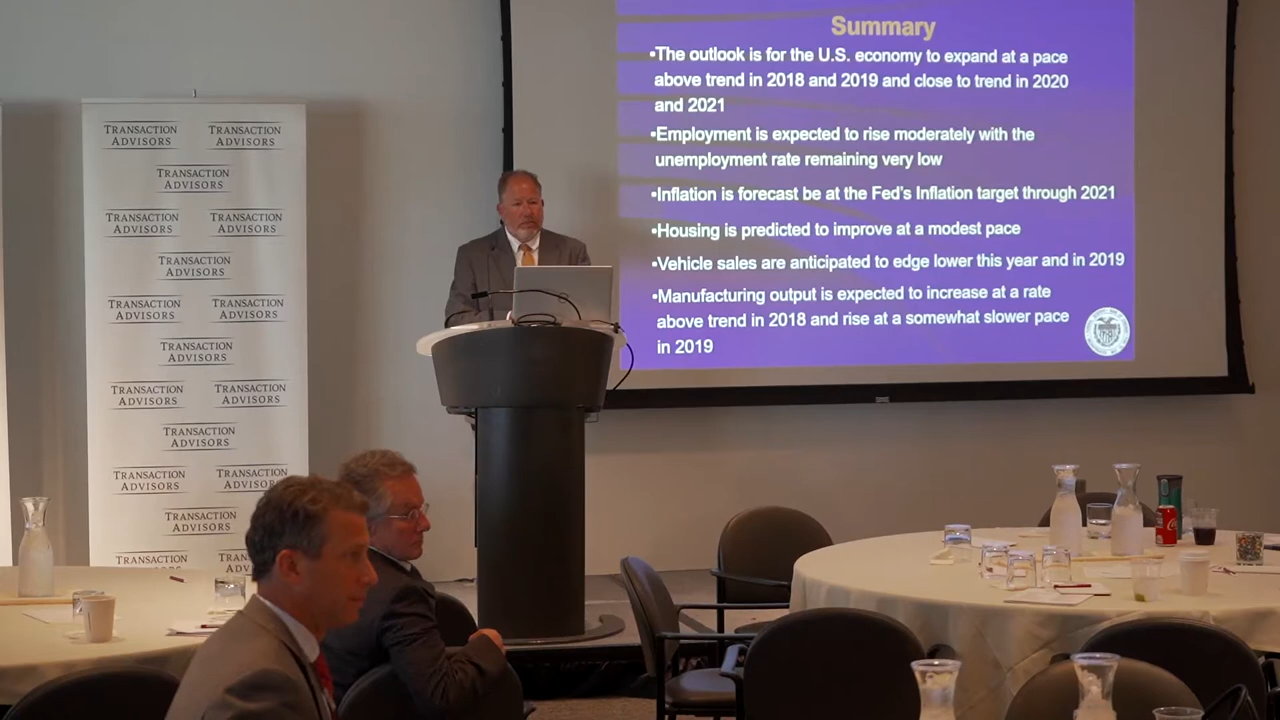 Summary
•The outlook is for the U.S. economy to expand at a pace
above trend in 2018 and 2019 and close to trend in 2020
and 2021
•Employment is expected to rise moderately with the
unemployment rate remaining very low
•Inflation is forecast be at the Fed's Inflation target through 2021
•Housing is predicted to improve at a modest pace
•Vehicle sales are anticipated to edge lower this year and in 2019
•Manufacturing output is expected to increase at a rate
above trend in 2018 and rise at a somewhat slower pace
in 2019
TRANSACTION TRANSACTION
ADVISORS ADVISORS
TRANSACTION
ADVISORS
TRANSACTION TRANSACTION
ADVISORS ADVISORS
TRANSACTION
ADVISORS
TRANSACTION TRANSACTION
ADVISORS ADVISORS
TRANSACTION
ADVISORS
TRANSACTION TRANSACTION
ADVISORS ADVISORS
TRANSACTION
ADVISORS
TRANSACTION TRANSACTION
ADVISORS ADVISORS
TRANSACTION
ADVISORS
TRANSACTION